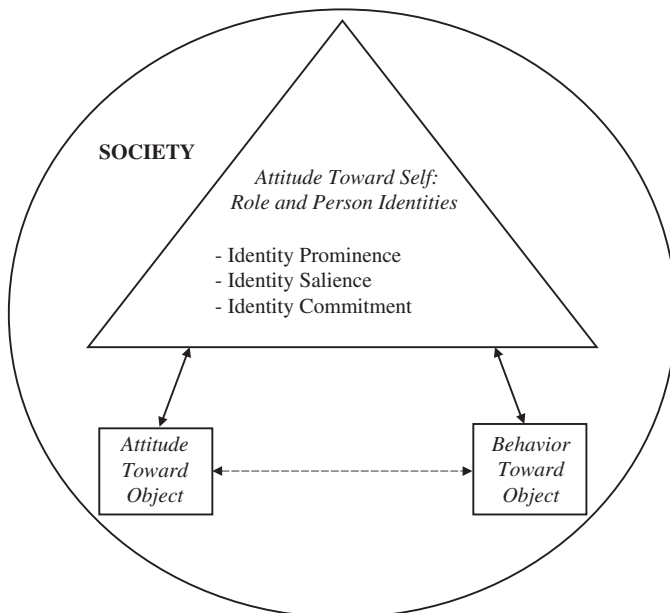 SOCIETY
Attitude Toward Self:
Role and Person Identities
- Identity Prominence
- Identity Salience
- Identity Commitment
Attitude
Toward
Object
Behavior
Toward
Object